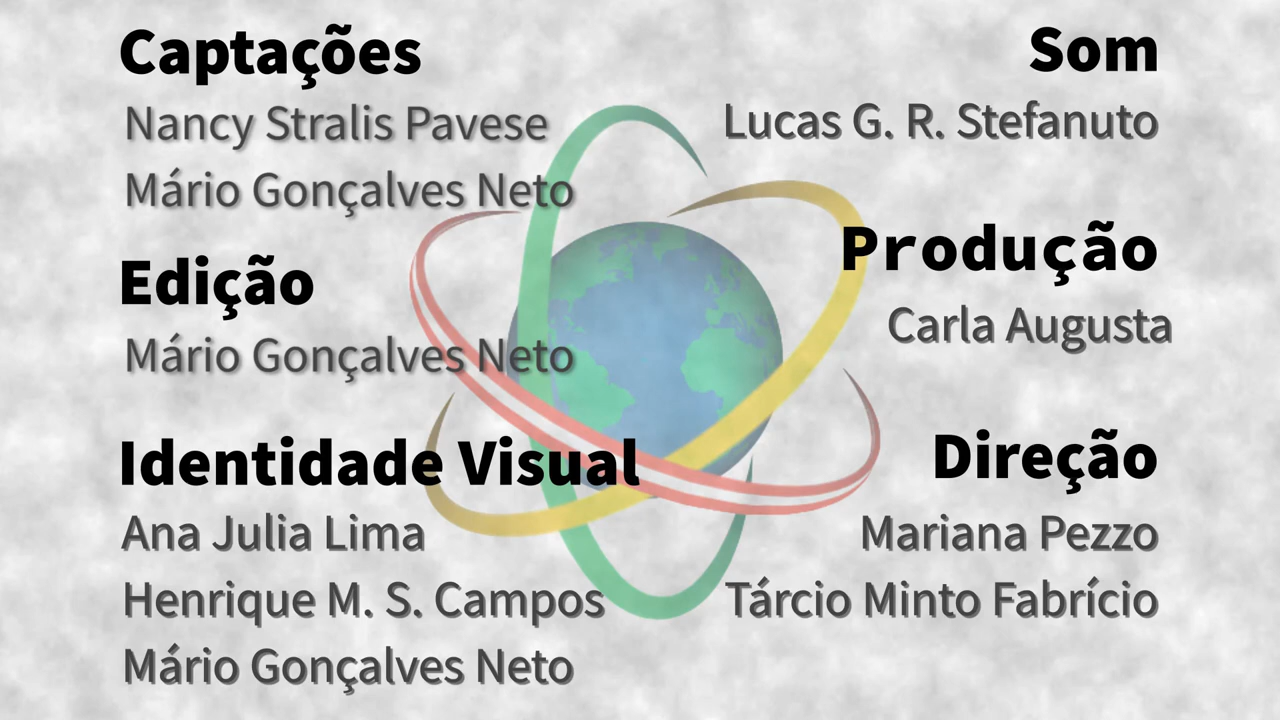 Captações
Nancy Stralis Pavese
Mário Gonçalves Neto
Edição
Mário Gonçalves Neto
Identidade Visual
Ana Julia Lima
Henrique M. S. Campos
Mário Gonçalves Neto
Som
Lucas G. R. Stefanuto
Produção
Carla Augusta
Direção
Mariana Pezzo
Tárcio Minto Fabrício